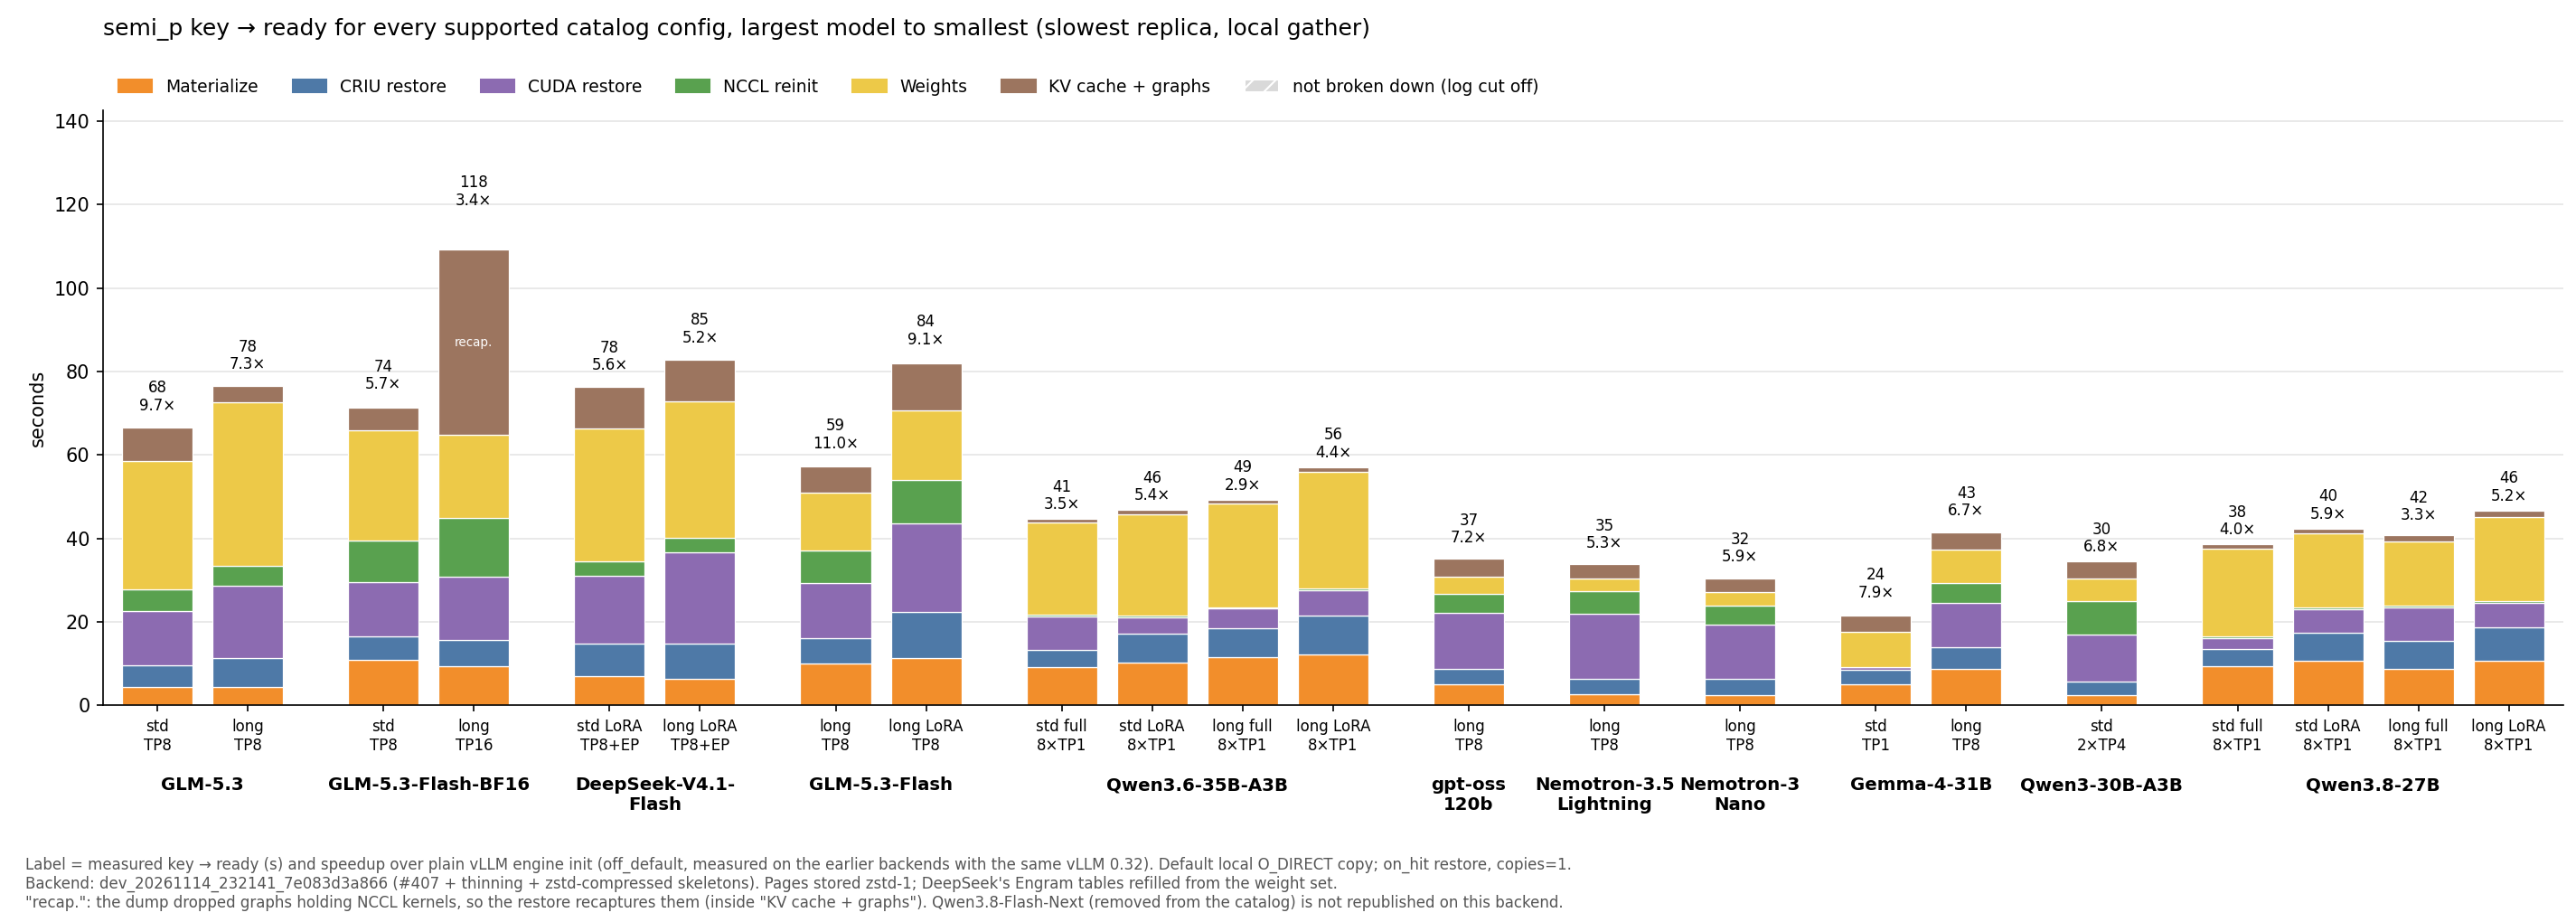 semi_p key → ready for every supported catalog config, largest model to smallest (slowest replica, local gather)
Materialize CRIU restore CUDA restore NCCL reinit Weights KV cache + graphs not broken down (log cut off)
seconds
140
120
100
80
60
40
20
0
68
9.7×
78
7.3×
74
5.7×
118
3.4×
recap.
78
5.6×
85
5.2×
59
11.0×
84
9.1×
41
3.5×
46
5.4×
49
2.9×
56
4.4×
37
7.2×
35
5.3×
32
5.9×
24
7.9×
43
6.7×
30
6.8×
38
4.0×
40
5.9×
42
3.3×
46
5.2×
std long std long std LoRA long LoRA long long LoRA std full std LoRA long full long LoRA long long long std long std std full std LoRA long full long LoRA
TP8 TP8 TP8 TP16 TP8+EP TP8+EP TP8 TP8 8×TP1 8×TP1 8×TP1 8×TP1 TP8 TP8 TP8 TP1 TP8 2×TP4 8×TP1 8×TP1 8×TP1 8×TP1
GLM-5.3
GLM-5.3-Flash-BF16
DeepSeek-V4.1-
Flash
GLM-5.3-Flash
Qwen3.6-35B-A3B
gpt-oss
120b
Nemotron-3.5
Lightning
Nemotron-3
Nano
Gemma-4-31B
Qwen3-30B-A3B
Qwen3.8-27B
Label = measured key → ready (s) and speedup over plain vLLM engine init (off_default, measured on the earlier backends with the same vLLM 0.32). Default local O_DIRECT copy; on_hit restore, copies=1.
Backend: dev_20261114_232141_7e083d3a866 (#407 + thinning + zstd-compressed skeletons). Pages stored zstd-1; DeepSeek's Engram tables refilled from the weight set.
"recap.": the dump dropped graphs holding NCCL kernels, so the restore recaptures them (inside "KV cache + graphs"). Qwen3.8-Flash-Next (removed from the catalog) is not republished on this backend.